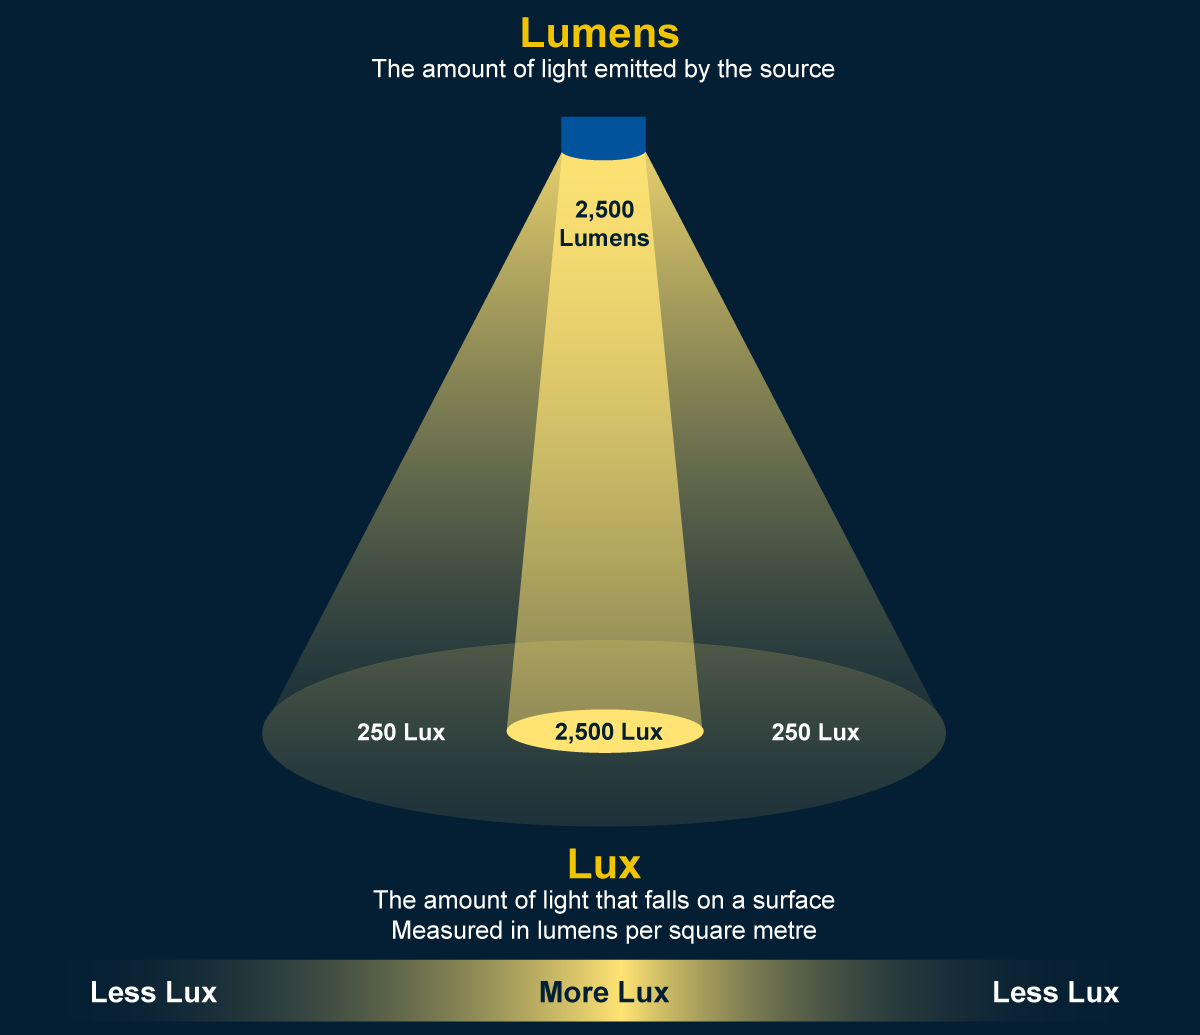 Lumens
The amount of light emitted by the source
2,500
Lumens
250 Lux
2,500 Lux
250 Lux
Lux
The amount of light that falls on a surface
Measured in lumens per square metre
Less Lux
More Lux
Less Lux